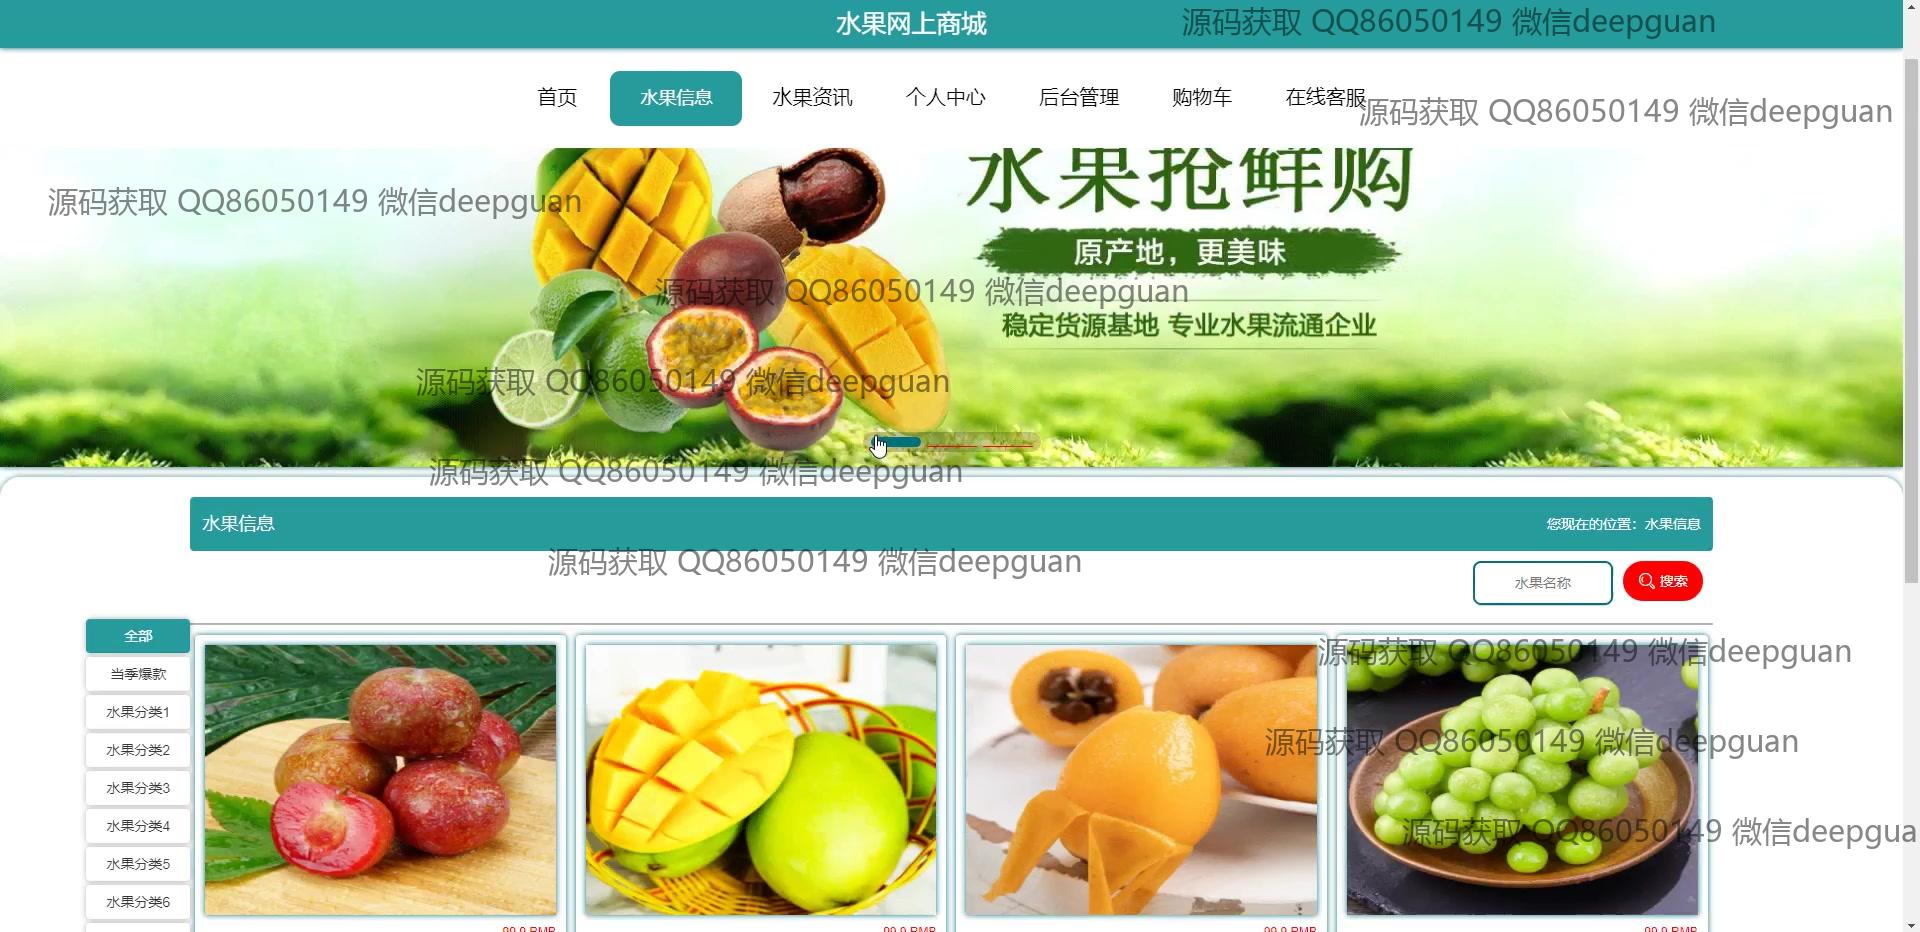 水果网上商城
源码获取 QQ86050149 微信deepguan
首页 水果信息 水果资讯 个人中心 后台管理 购物车 在线客服
源码获取 QQ86050149 微信deepguan
水果抢鲜购
源码获取 QQ86050149 微信deepguan
原产地，更美味
源码获取 QQ86050149 微信deepguan
稳定货源基地 专业水果流通企业
源码获取 QQ86050149 微信deepguan
源码获取 QQ86050149 微信deepguan
水果信息 您现在的位置：水果信息
源码获取 QQ86050149 微信deepguan
水果名称 搜索
全部
源码获取 QQ86050149 微信deepguan
当季爆款
水果分类1
源码获取 QQ86050149 微信deepguan
水果分类2
水果分类3
水果分类4
源码获取 QQ86050149 微信deepgua
水果分类5
水果分类6
99.9 RMB 99.9 RMB 99.9 RMB 99.9 RMB